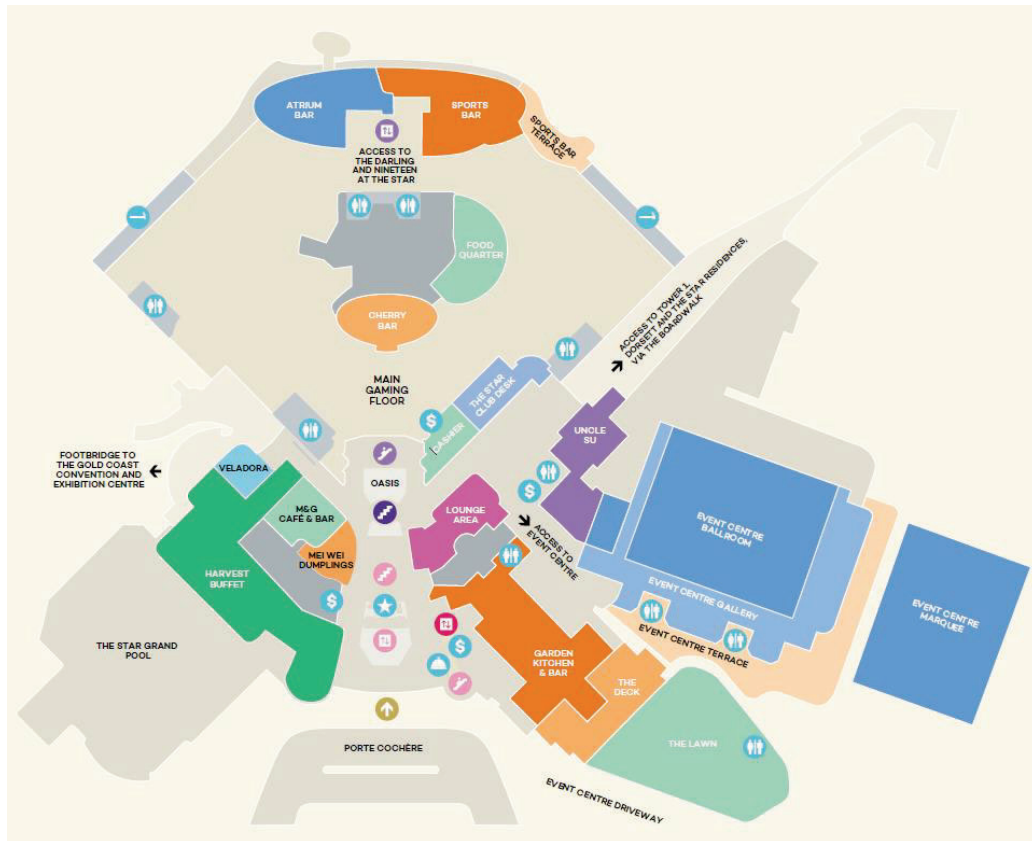 ATRIUM
BAR
SPORTS
BAR
SPORTS BAR
TERRACE
ACCESS TO
THE DARLING
AND NINETEEN
AT THE STAR
FOOD
QUARTER
CHERRY
BAR
ACCESS TO TOWER 1,
DORSETT AND THE STAR RESIDENCES,
VIA THE BOARDWALK
MAIN
GAMING
FLOOR
THE STAR
CLUB DESK
$
CASHIER
UNCLE
SU
FOOTBRIDGE TO
THE GOLD COAST
CONVENTION AND
EXHIBITION CENTRE
VELADORA
OASIS
M&G
CAFÉ & BAR
LOUNGE
AREA
$
ACCESS TO
EVENT CENTRE
EVENT CENTRE
BALLROOM
MEI WEI
DUMPLINGS
HARVEST
BUFFET
$
EVENT CENTRE GALLERY
EVENT CENTRE
MARQUEE
EVENT CENTRE TERRACE
THE STAR GRAND
POOL
$
GARDEN
KITCHEN
& BAR
THE
DECK
THE LAWN
PORTE COCHÈRE
EVENT CENTRE DRIVEWAY